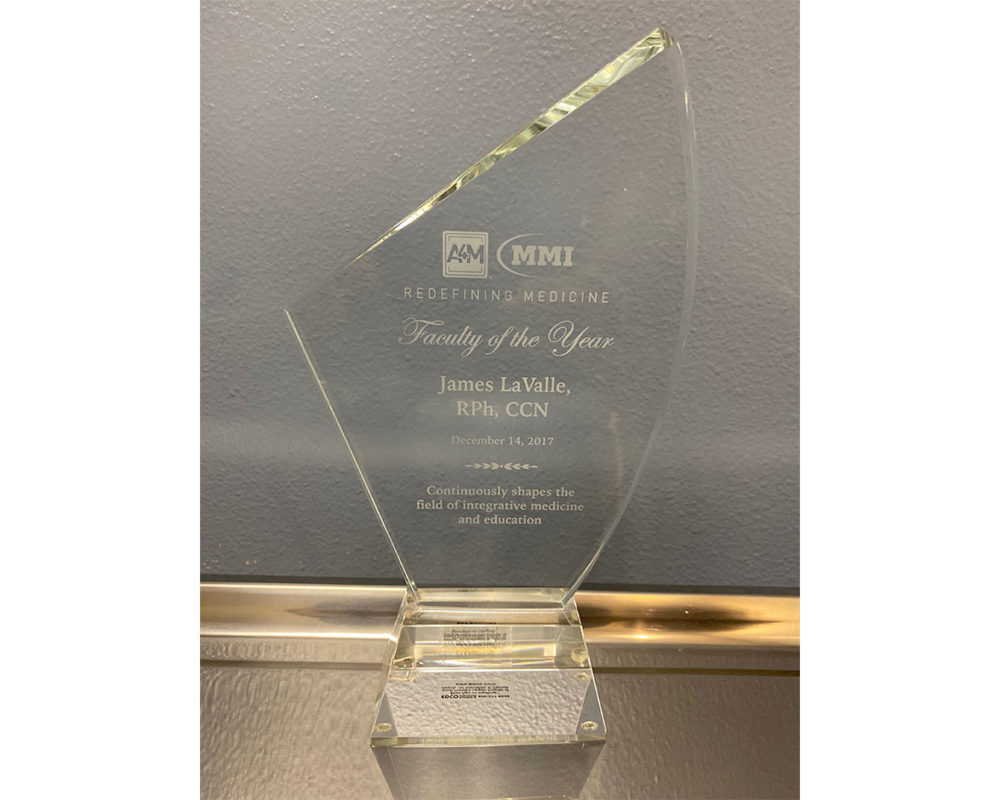 A4M MMI
REDEFINING MEDICINE
Faculty of the Year
James LaValle,
RPh, CCN
December 14, 2017
Continuously shapes the
field of integrative medicine
and education